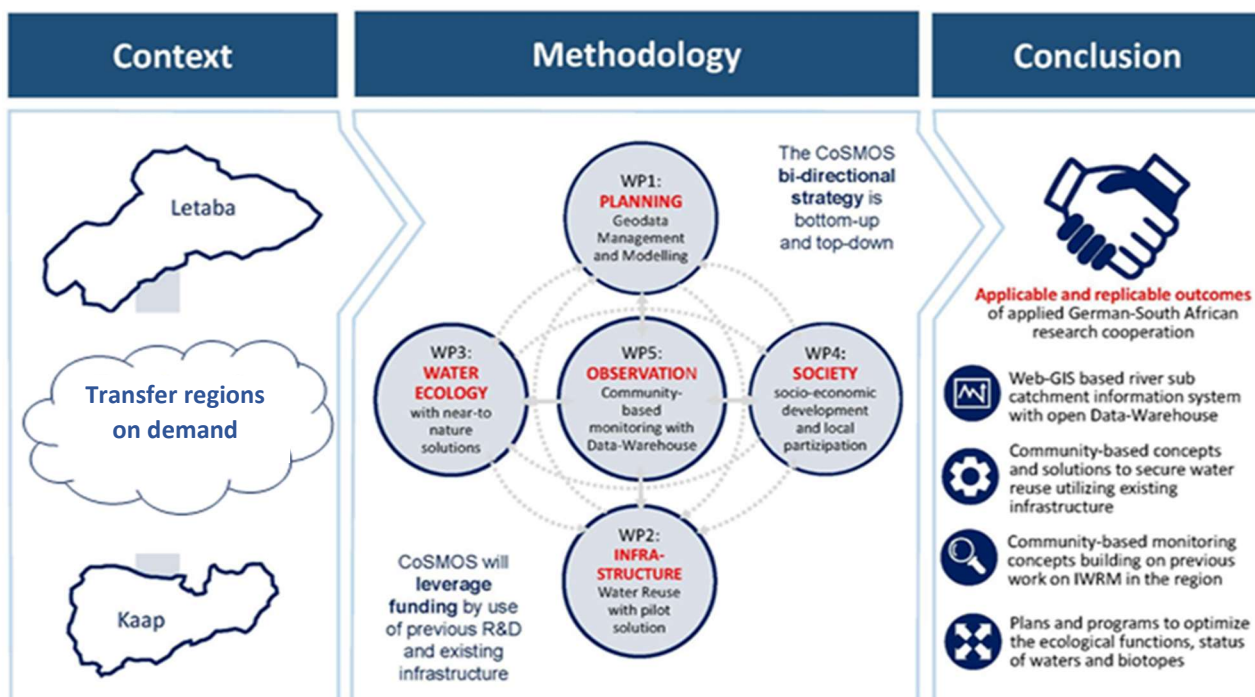 Context
Letaba
Transfer regions
on demand
Kaap
Methodology
The CoSMOS
bi-directional
strategy is
bottom-up
and top-down
WP1:
PLANNING
Geodata
Management
and Modelling
WP3:
WATER
ECOLOGY
with near-to
nature
solutions
WP5:
OBSERVATION
Community-
based
monitoring with
Data-Warehouse
WP4:
SOCIETY
socio-economic
development
and local
partizipation
WP2:
INFRA-
STRUCTURE
Water Reuse
with pilot
solution
CoSMOS will
leverage
funding by use
of previous R&D
and existing
infrastructure
Conclusion
Applicable and replicable outcomes
of applied German-South African
research cooperation
Web-GIS based river sub
catchment information system
with open Data-Warehouse
Community-based concepts
and solutions to secure water
reuse utilizing existing
infrastructure
Community-based monitoring
concepts building on previous
work on IWRM in the region
Plans and programs to optimize
the ecological functions, status
of waters and biotopes